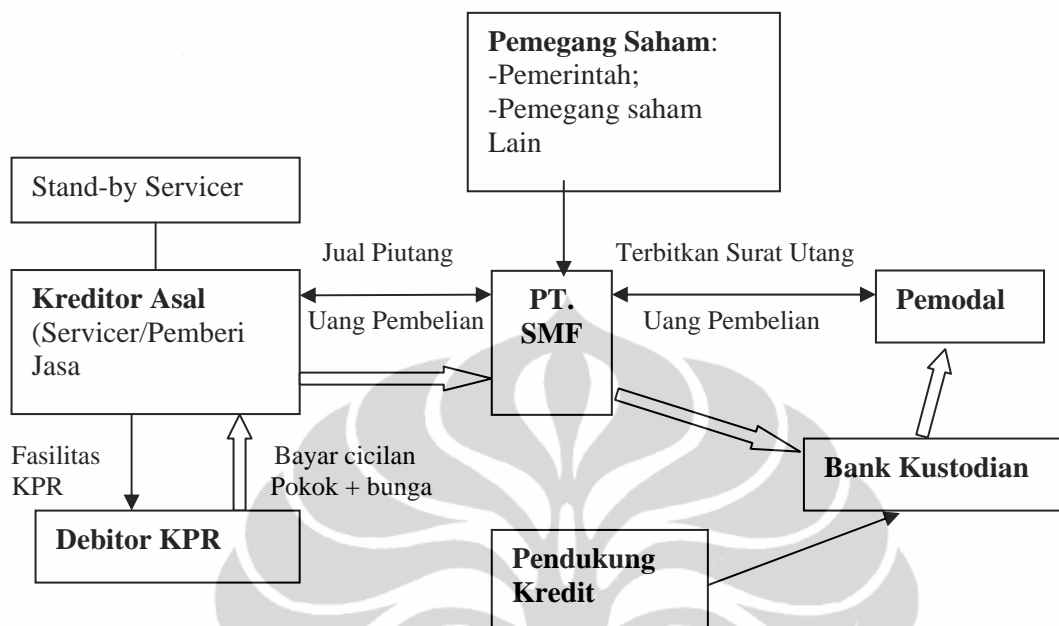 Pemegang Saham:
-Pemerintah;
-Pemegang saham
Lain
Stand-by Servicer
Jual Piutang
Terbitkan Surat Utang
Kreditor Asal
(Servicer/Pemberi
Jasa
Uang Pembelian
PT.
SMF
Uang Pembelian
Pemodal
Fasilitas
KPR
Bayar cicilan
Pokok + bunga
Bank Kustodian
Debitor KPR
Pendukung
Kredit